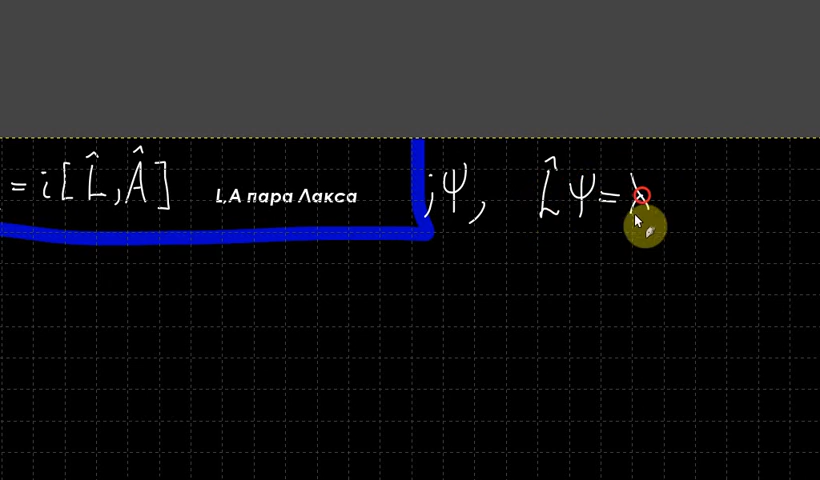 = i[L̂,Â] L,A пара Лакса ;Ψ, L̂Ψ=λ